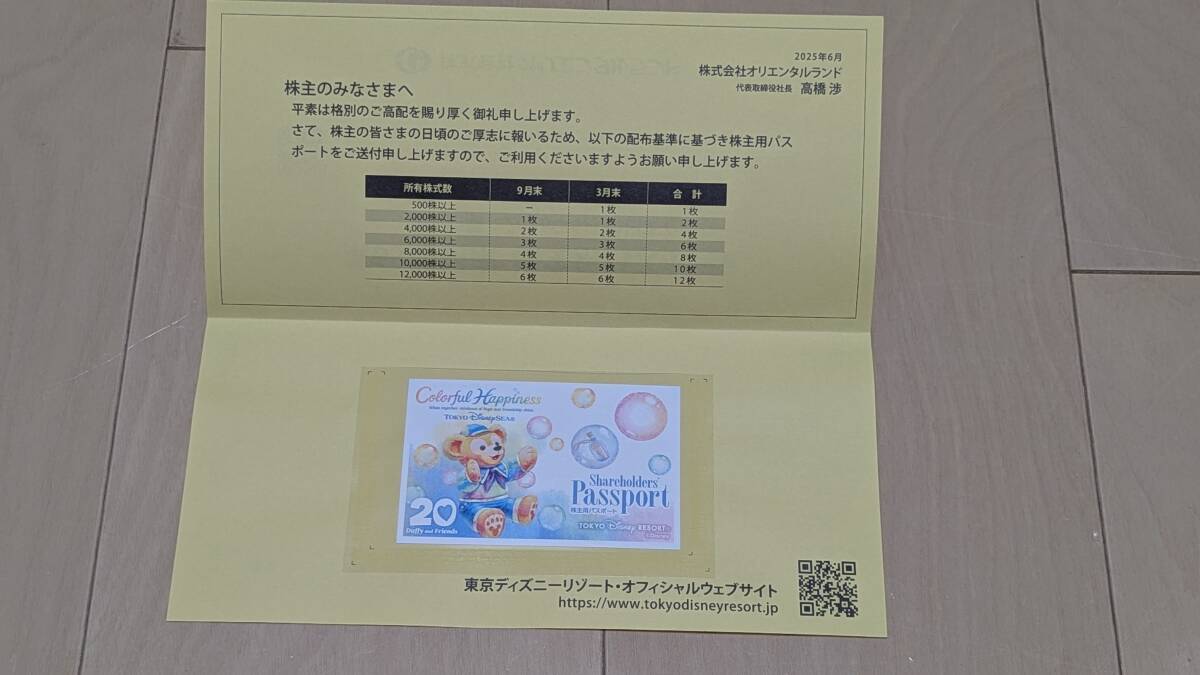 2025年6月
株式会社オリエンタルランド
代表取締役社長 高橋 渉
株主のみなさまへ
平素は格別のご高配を賜り厚く御礼申し上げます。
さて、株主の皆さまの日頃のご厚志に報いるため、以下の配布基準に基づき株主用パス
ポートをご送付申し上げますので、ご利用くださいますようお願い申し上げます。
所有株式数 9月末 3月末 合 計
500株以上 − 1枚 1枚
2,000株以上 1枚 1枚 2枚
4,000株以上 2枚 2枚 4枚
6,000株以上 3枚 3枚 6枚
8,000株以上 4枚 4枚 8枚
10,000株以上 5枚 5枚 10枚
12,000株以上 6枚 6枚 12枚
Colorful Happiness
TOKYO DisneySEA®
Shareholders'
Passport
株主用パスポート
20
Duffy and Friends
TOKYO Disney RESORT
©Disney
東京ディズニーリゾート・オフィシャルウェブサイト
https://www.tokyodisneyresort.jp